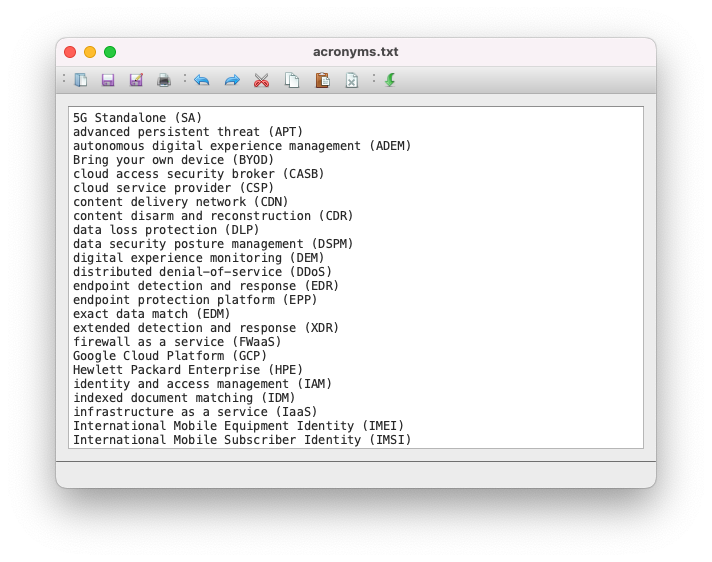 acronyms.txt
5G Standalone (SA)
advanced persistent threat (APT)
autonomous digital experience management (ADEM)
Bring your own device (BYOD)
cloud access security broker (CASB)
cloud service provider (CSP)
content delivery network (CDN)
content disarm and reconstruction (CDR)
data loss protection (DLP)
data security posture management (DSPM)
digital experience monitoring (DEM)
distributed denial-of-service (DDoS)
endpoint detection and response (EDR)
endpoint protection platform (EPP)
exact data match (EDM)
extended detection and response (XDR)
firewall as a service (FWaaS)
Google Cloud Platform (GCP)
Hewlett Packard Enterprise (HPE)
identity and access management (IAM)
indexed document matching (IDM)
infrastructure as a service (IaaS)
International Mobile Equipment Identity (IMEI)
International Mobile Subscriber Identity (IMSI)